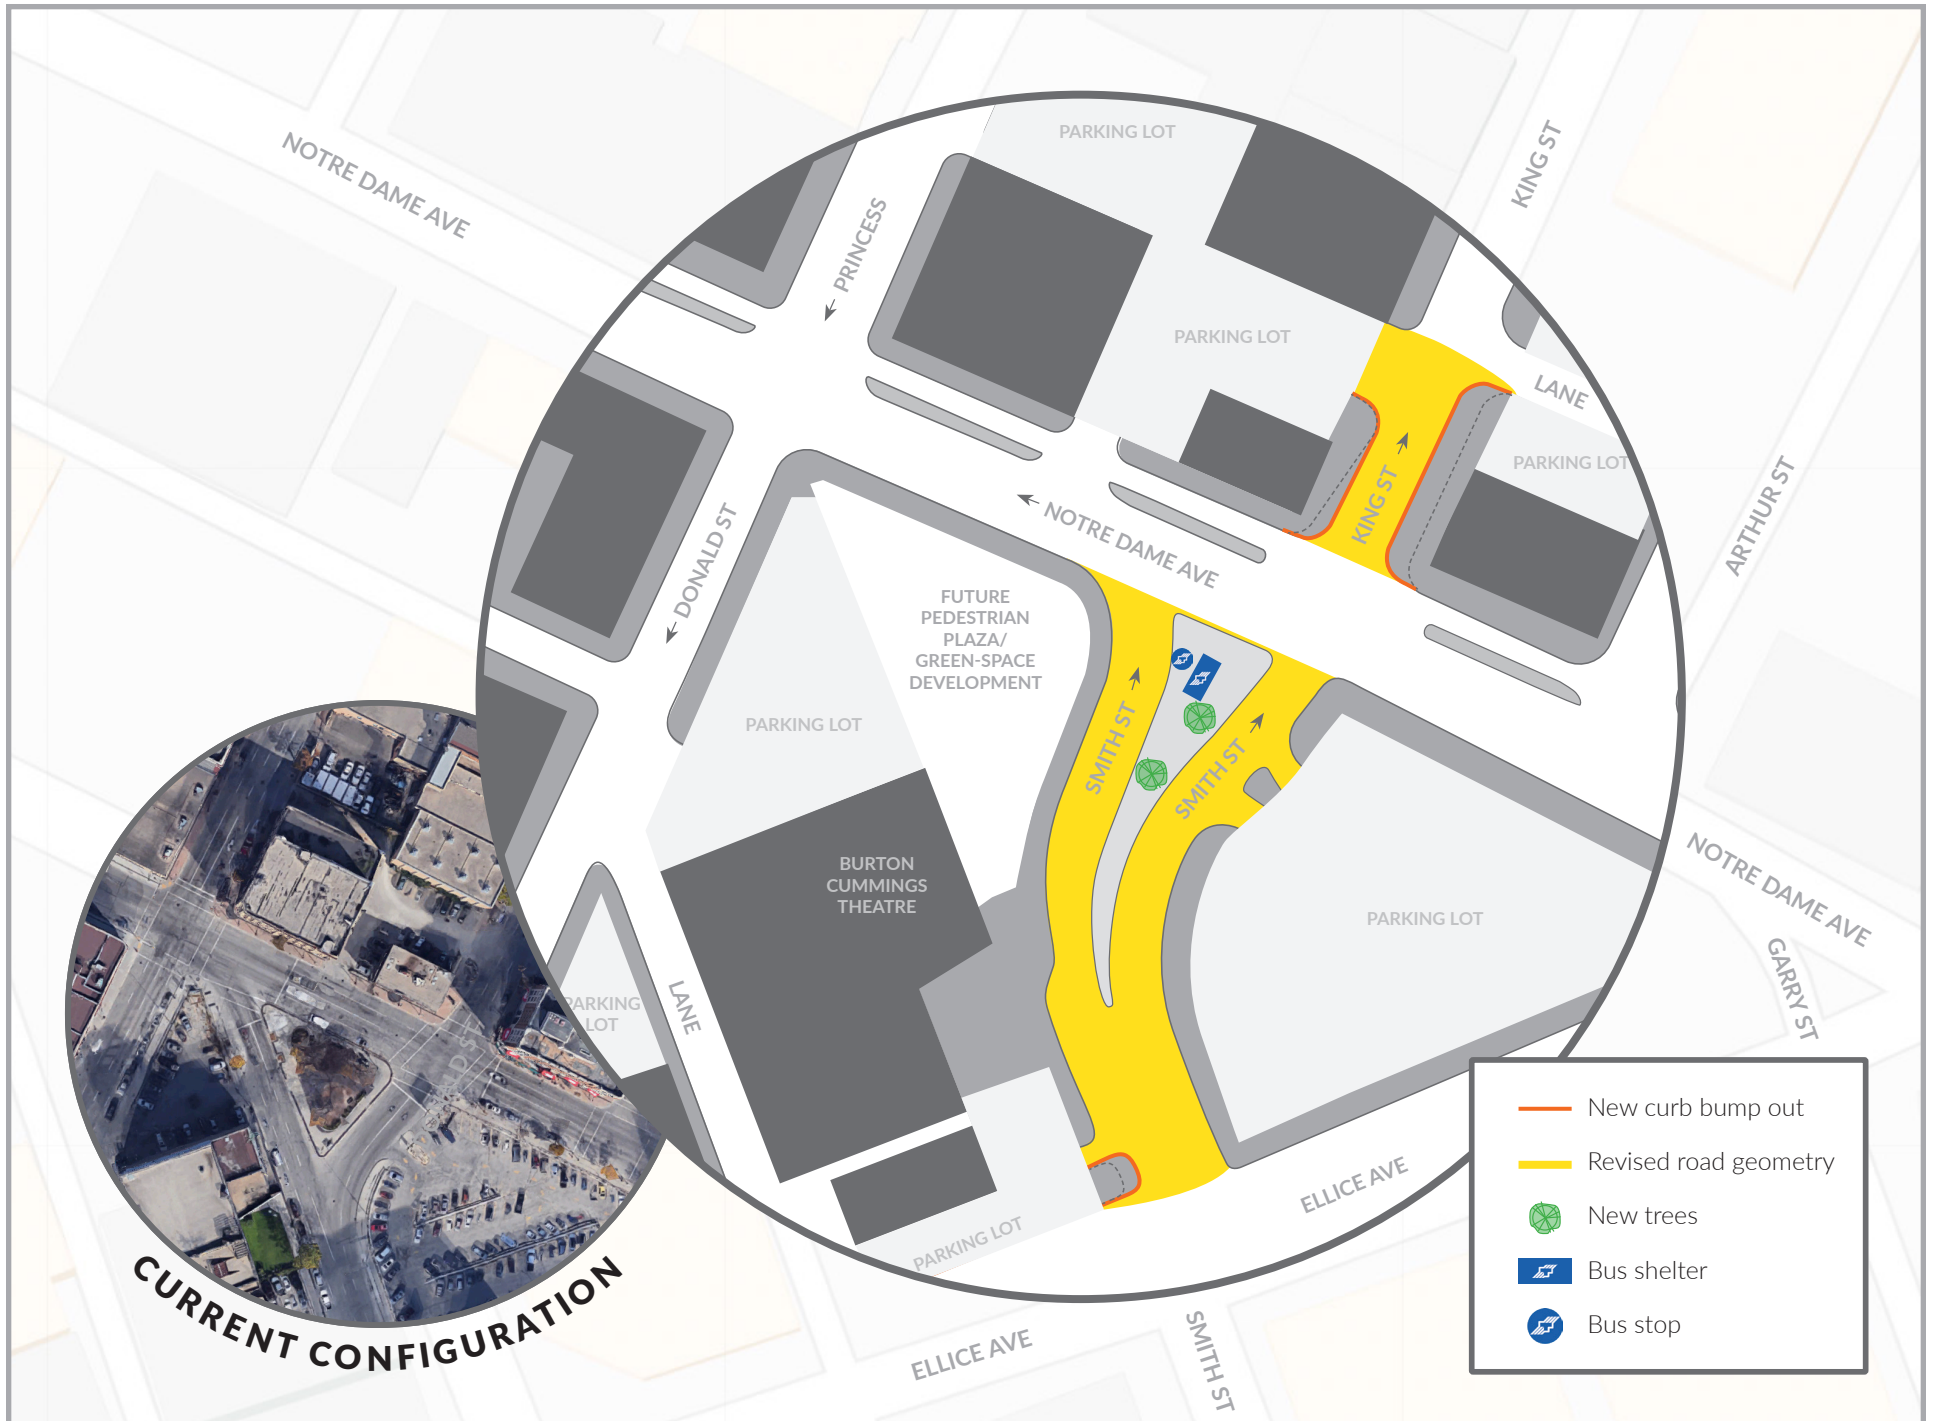 NOTRE DAME AVE
KING ST
PARKING LOT
PRINCESS
PARKING LOT
LANE
PARKING LOT
KING ST
ARTHUR ST
NOTRE DAME AVE
DONALD ST
FUTURE
PEDESTRIAN
PLAZA/
GREEN-SPACE
DEVELOPMENT
PARKING LOT
SMITH ST
SMITH ST
BURTON
CUMMINGS
THEATRE
PARKING LOT
NOTRE DAME AVE
GARRY ST
PARKING
LOT
LANE
ELLICE AVE
PARKING LOT
CURRENT CONFIGURATION
ELLICE AVE
SMITH ST
New curb bump out
Revised road geometry
New trees
Bus shelter
Bus stop